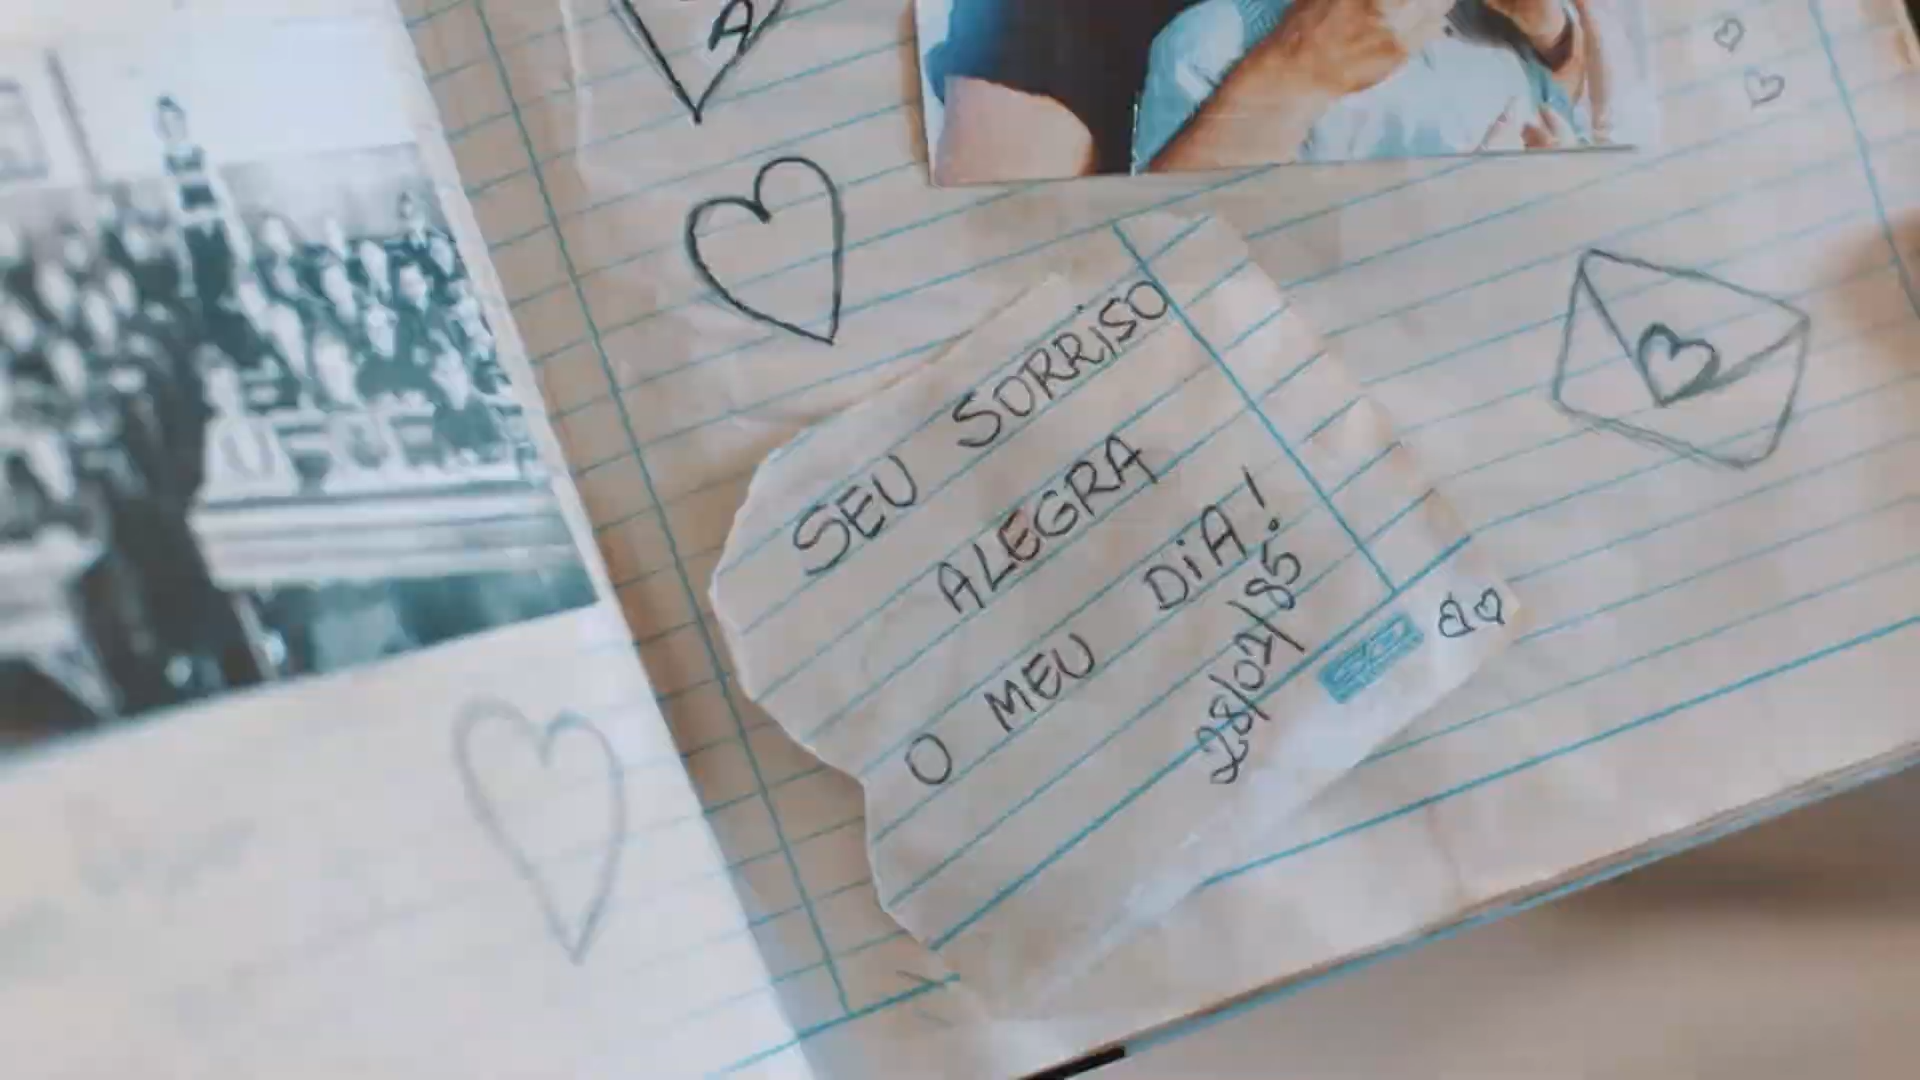 A
SEU SORRISO
ALEGRA
O MEU DIA!
28/02/85